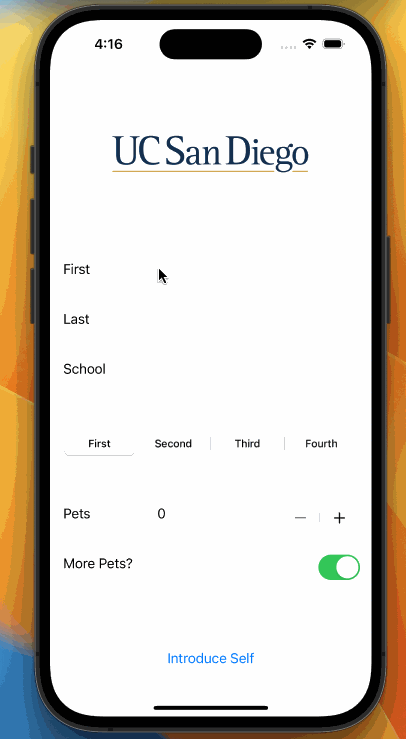 4:16
UC San Diego
First
Last
School
First Second Third Fourth
Pets 0
More Pets?
Introduce Self